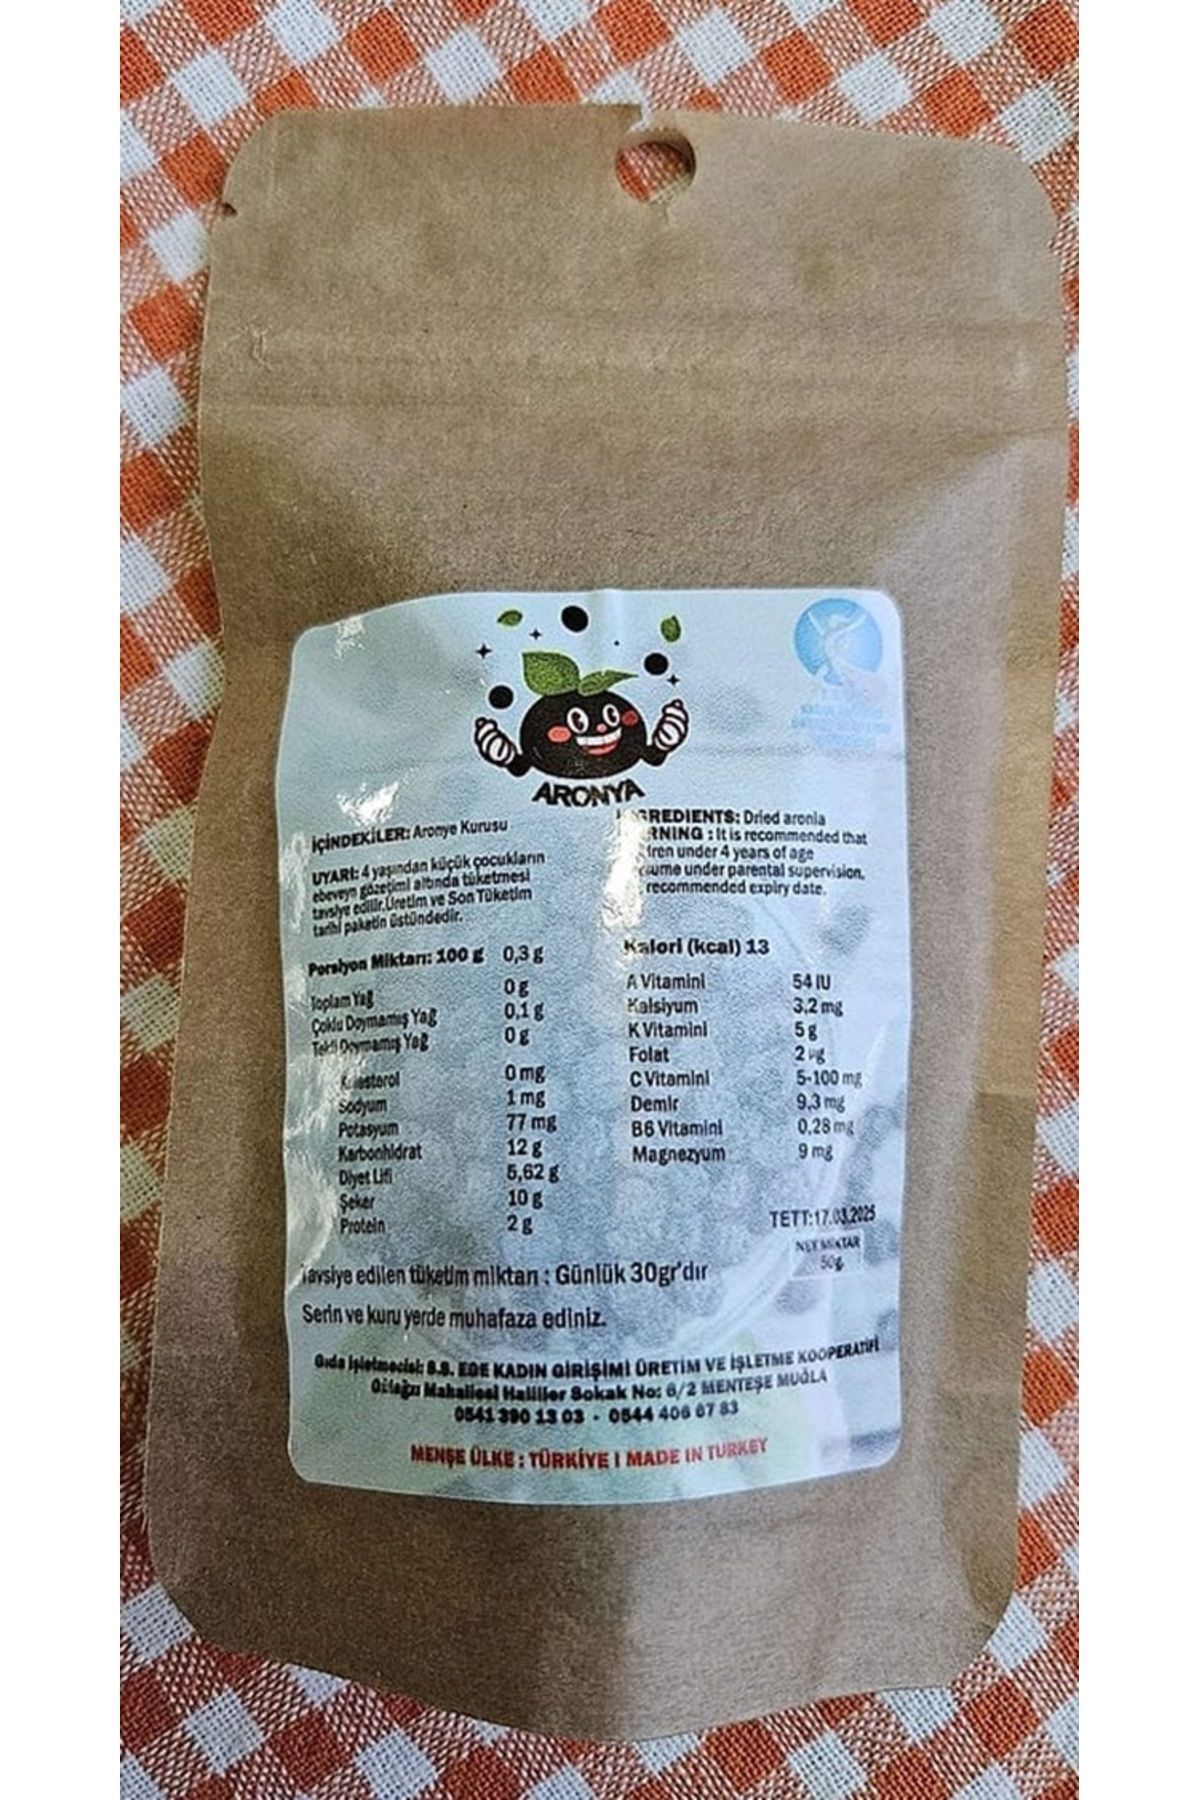 ARONYA
İÇİNDEKİLER: Aronye Kurusu
UYARI: 4 yaşından küçük çocukların
ebeveyn gözetimi altında tüketmesi
tavsiye edilir.Üretim ve Son Tüketim
tarihi paketin üstündedir.
INGREDIENTS: Dried aronia
: It is recommended that
under 4 years of age
under parental supervision.
recommended expiry date.
Porsiyon Miktarı: 100 g 0,3 g
Toplam Yağ 0 g
Çoklu Doymamış Yağ 0,1 g
Tekli Doymamış Yağ 0 g
Kolesterol 0 mg
Sodyum 1 mg
Potasyum 77 mg
Karbonhidrat 12 g
Diyet Lifi 5,62 g
Şeker 10 g
Protein 2 g
Kalori (kcal) 13
A Vitamini 54 IU
Kalsiyum 3.2 mg
K Vitamini 5 g
Folat 2 µg
C Vitamini 5-100 mg
Demir 9.3 mg
B6 Vitamini 0.28 mg
Magnezyum 9 mg
TETT:17.03.2025
NET MİKTAR
50g.
Tavsiye edilen tüketim miktarı : Günlük 30gr'dır
Serin ve kuru yerde muhafaza ediniz.
Gıda İşletmecisi: S.S. EGE KADIN GİRİŞİMİ ÜRETİM VE İŞLETME KOOPERATİFİ
Mahallesi Haliller Sokak No: 6/2 MENTEŞE MUĞLA
0541 390 13 03 - 0544 406 67 83
MENŞE ÜLKE : TÜRKİYE I MADE IN TURKEY